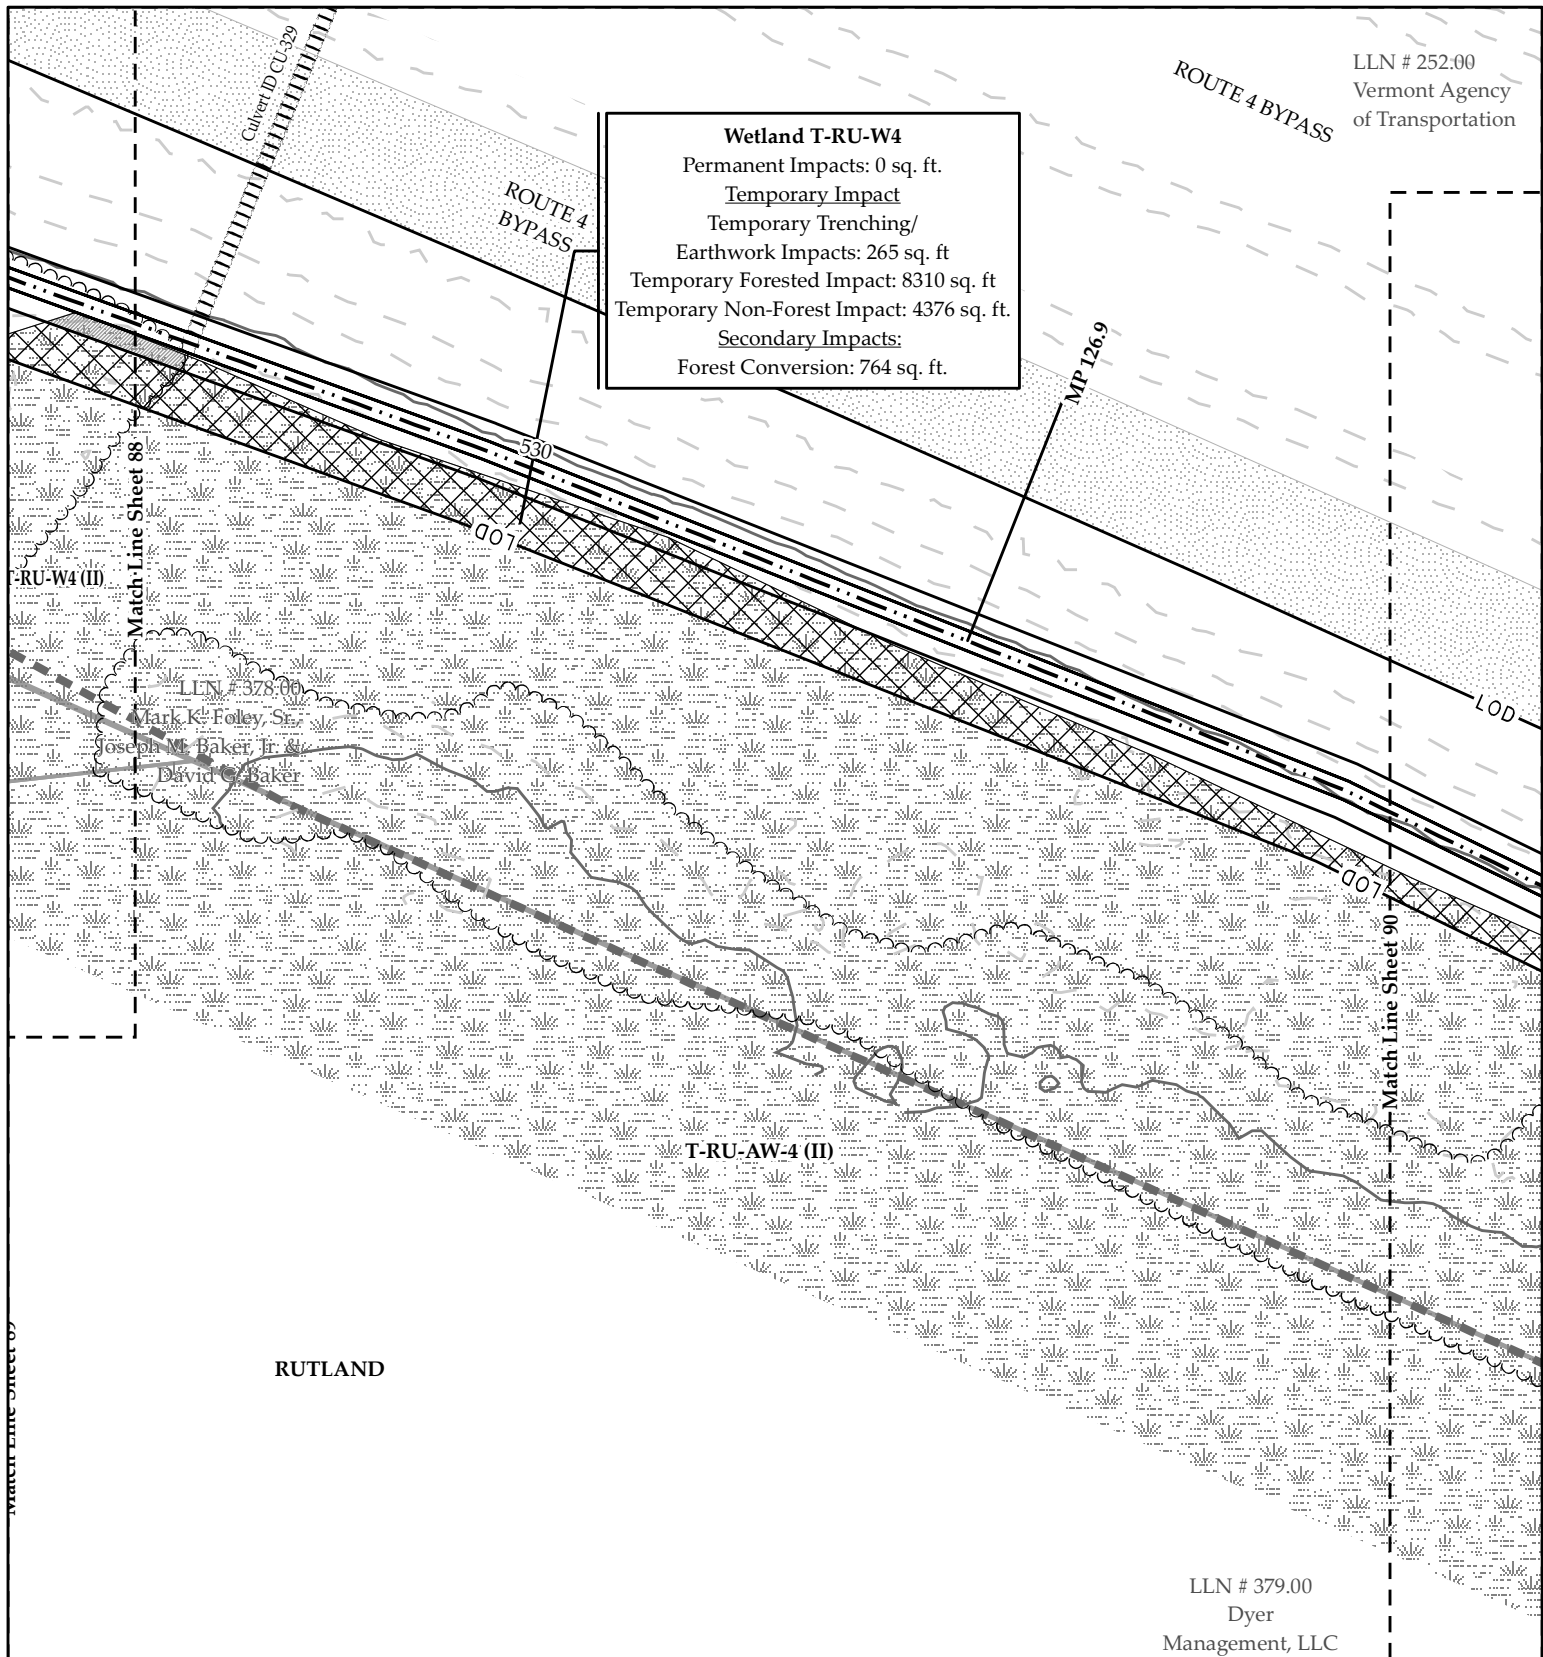 Culvert ID CU-329
ROUTE 4 BYPASS
LLN # 252.00
Vermont Agency
of Transportation
Wetland T-RU-W4
Permanent Impacts: 0 sq. ft.
Temporary Impact
Temporary Trenching/
Earthwork Impacts: 265 sq. ft
Temporary Forested Impact: 8310 sq. ft
Temporary Non-Forest Impact: 4376 sq. ft.
Secondary Impacts:
Forest Conversion: 764 sq. ft.
ROUTE 4
BYPASS
MP 126.9
530
LOD
Match Line Sheet 88
T-RU-W4 (II)
LLN # 378.00
Mark K. Foley, Sr.,
Joseph M. Baker, Jr. &
David G. Baker
LOD
LOD
Match Line Sheet 90
T-RU-AW-4 (II)
Match Line Sheet 89
RUTLAND
LLN # 379.00
Dyer
Management, LLC